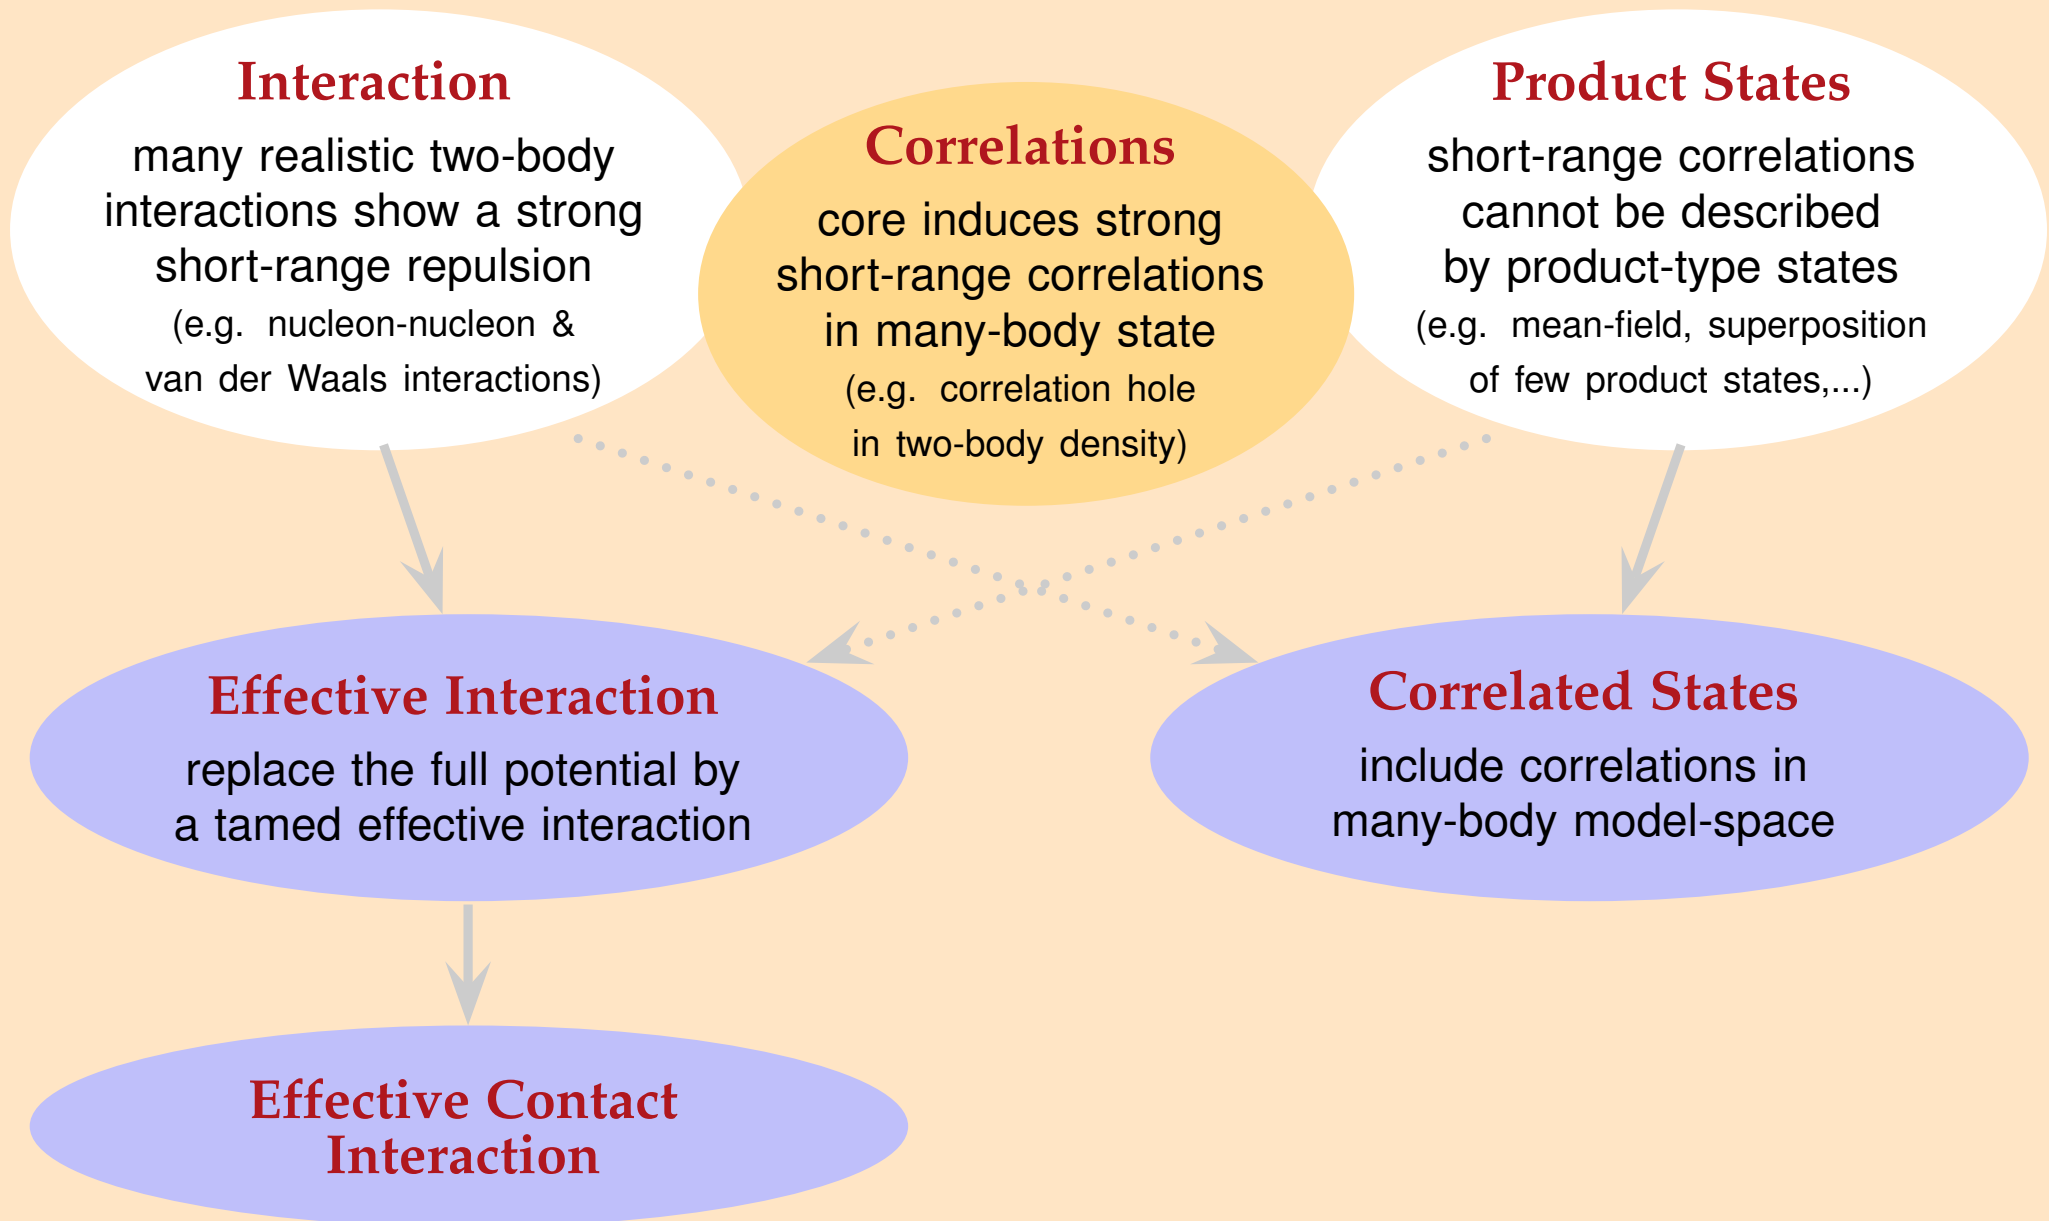 Interaction
many realistic two-body
interactions show a strong
short-range repulsion
(e.g. nucleon-nucleon &
van der Waals interactions)
Correlations
core induces strong
short-range correlations
in many-body state
(e.g. correlation hole
in two-body density)
Product States
short-range correlations
cannot be described
by product-type states
(e.g. mean-field, superposition
of few product states,...)
Effective Interaction
replace the full potential by
a tamed effective interaction
Correlated States
include correlations in
many-body model-space
Effective Contact
Interaction